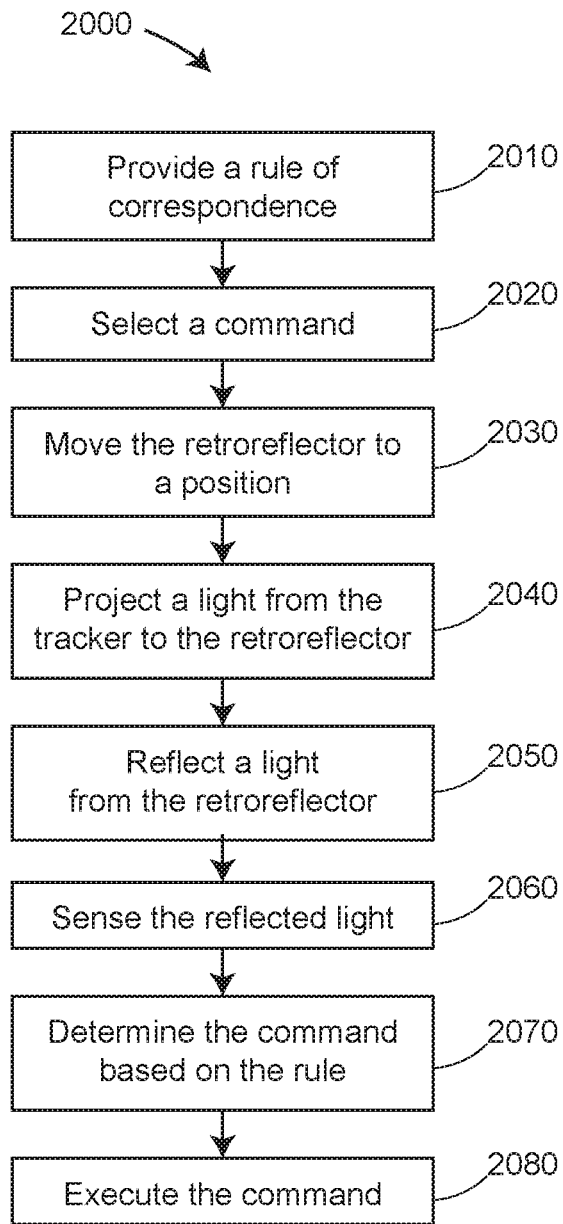 2000
Provide a rule of
correspondence
2010
Select a command
2020
Move the retroreflector to
a position
2030
Project a light from the
tracker to the retroreflector
2040
Reflect a light
from the retroreflector
2050
Sense the reflected light
2060
Determine the command
based on the rule
2070
Execute the command
2080